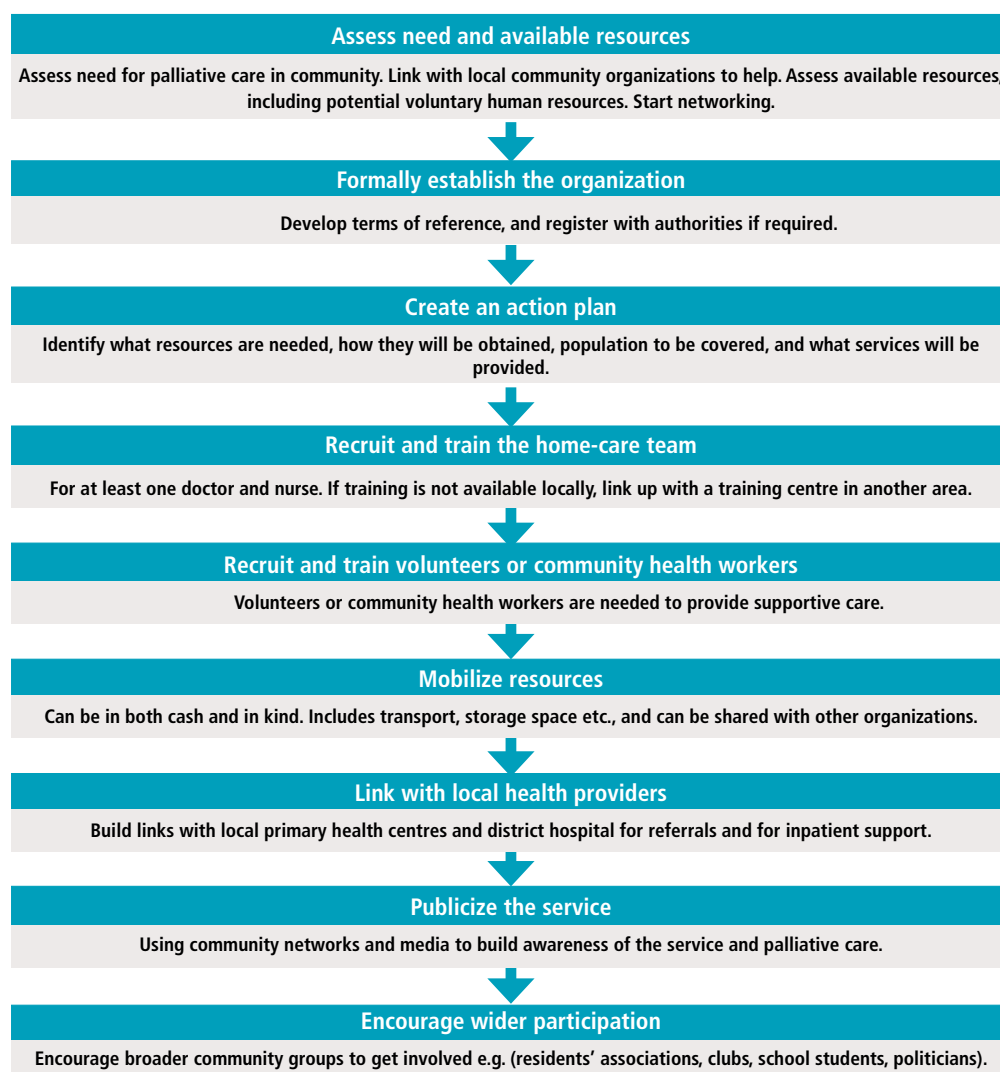 Assess need and available resources
Assess need for palliative care in community. Link with local community organizations to help. Assess available resources,
including potential voluntary human resources. Start networking.
Formally establish the organization
Develop terms of reference, and register with authorities if required.
Create an action plan
Identify what resources are needed, how they will be obtained, population to be covered, and what services will be
provided.
Recruit and train the home-care team
For at least one doctor and nurse. If training is not available locally, link up with a training centre in another area.
Recruit and train volunteers or community health workers
Volunteers or community health workers are needed to provide supportive care.
Mobilize resources
Can be in both cash and in kind. Includes transport, storage space etc., and can be shared with other organizations.
Link with local health providers
Build links with local primary health centres and district hospital for referrals and for inpatient support.
Publicize the service
Using community networks and media to build awareness of the service and palliative care.
Encourage wider participation
Encourage broader community groups to get involved e.g. (residents’ associations, clubs, school students, politicians).